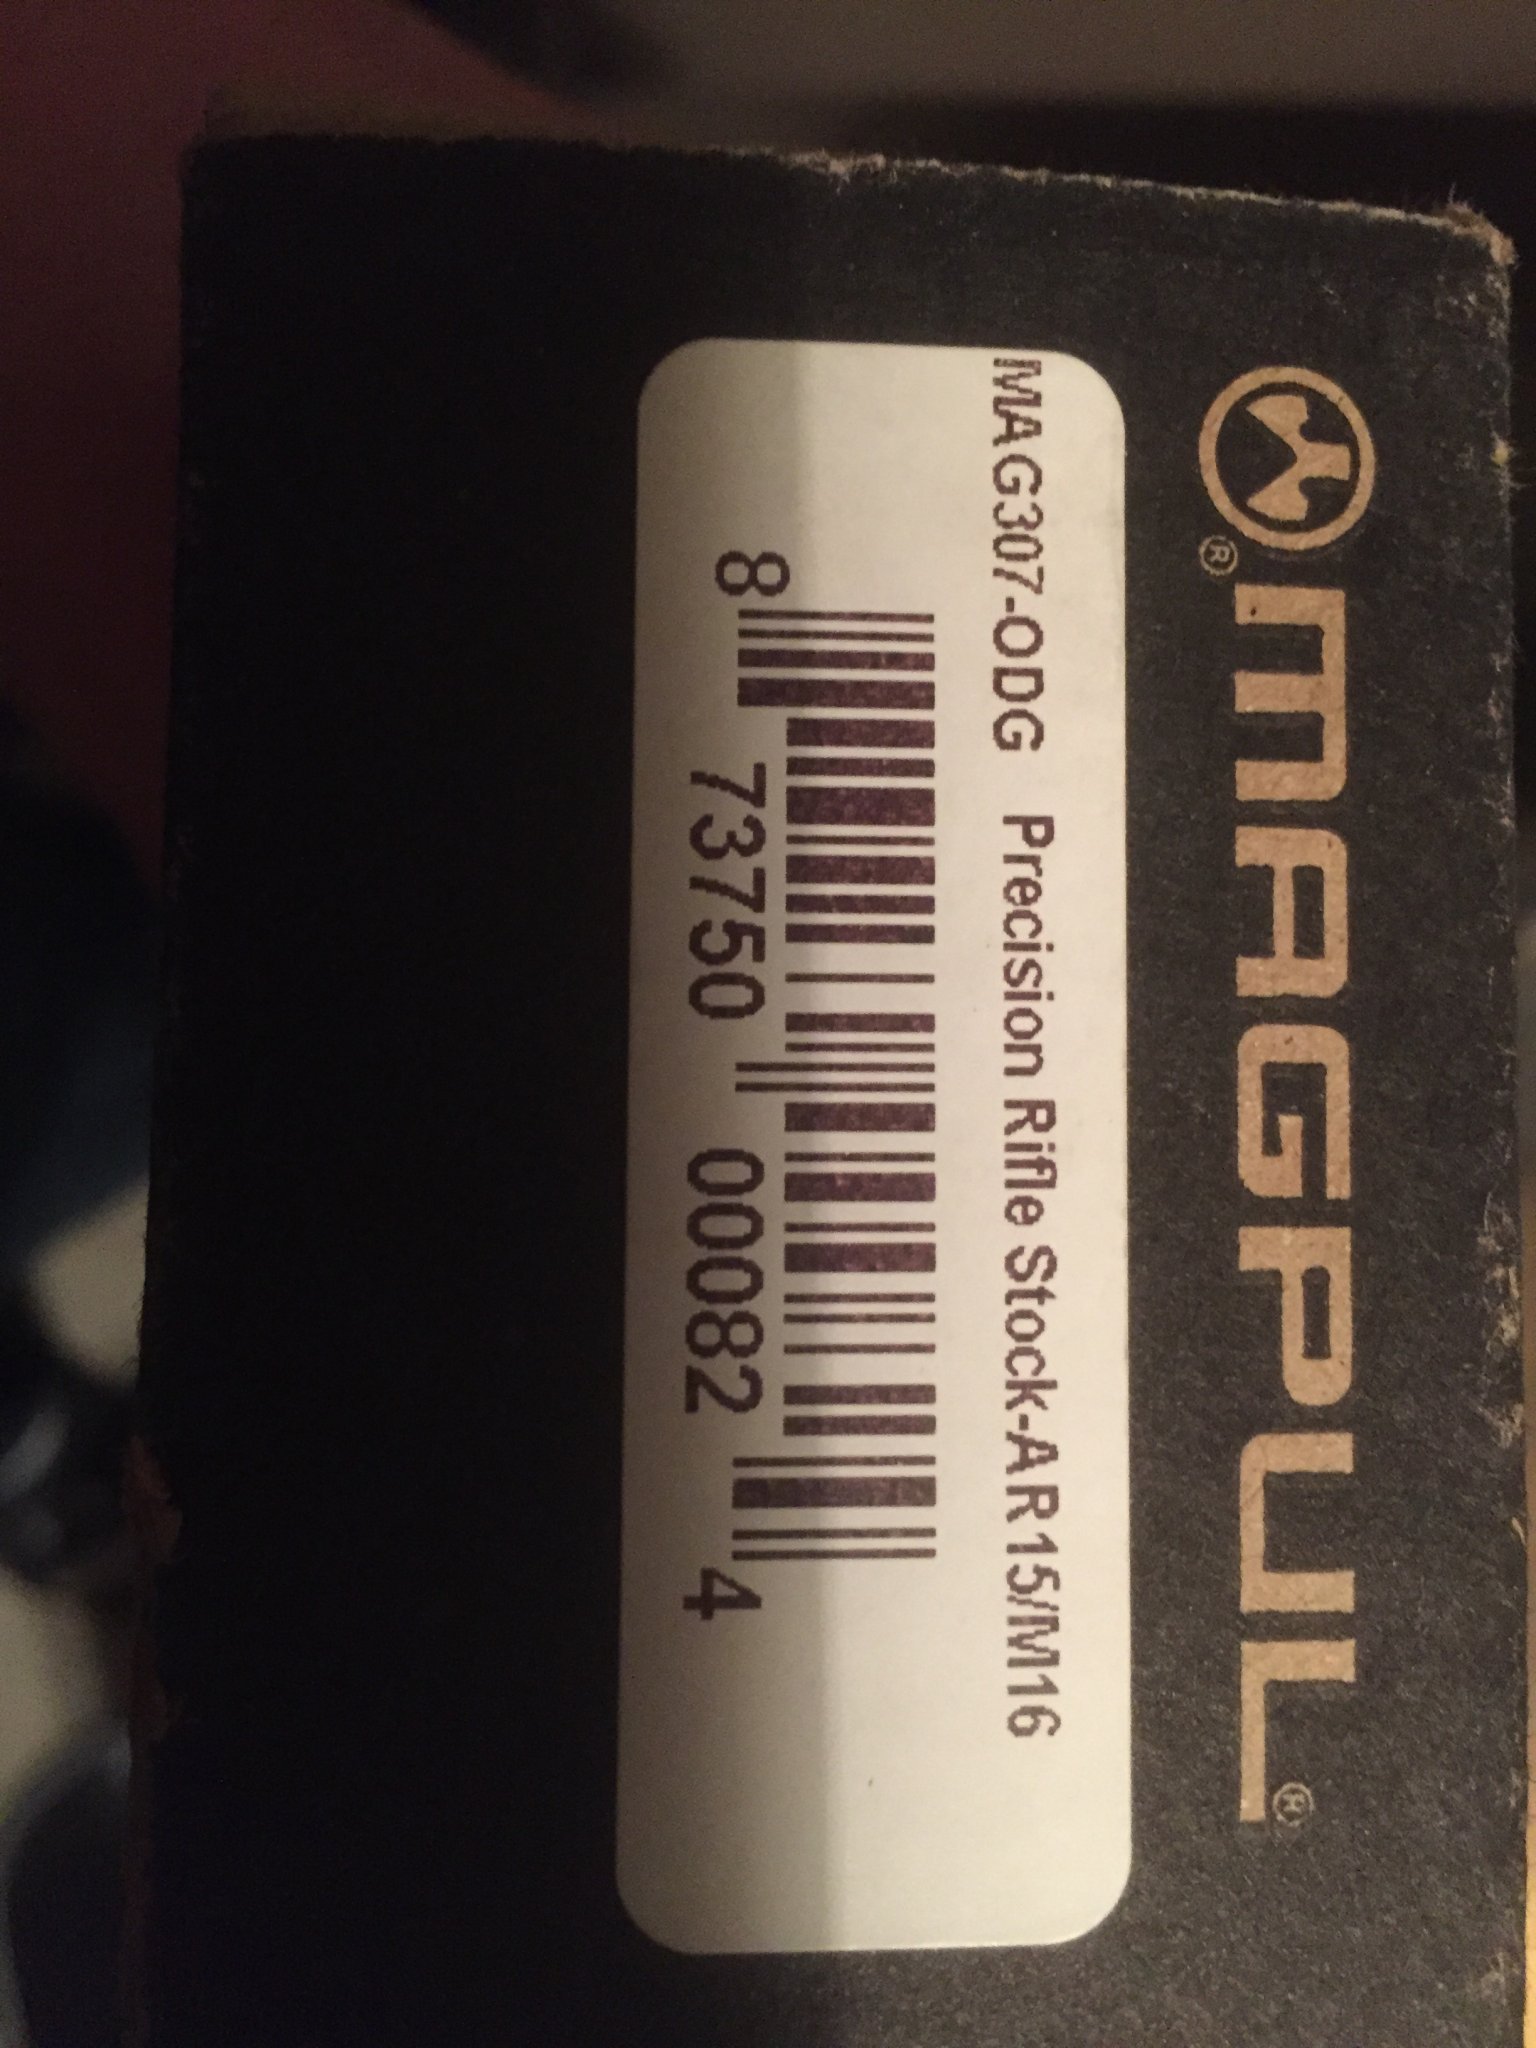 MAGPUL®
MAG307-ODG Precision Rifle Stock-AR15/M16
8 73750 00082 4